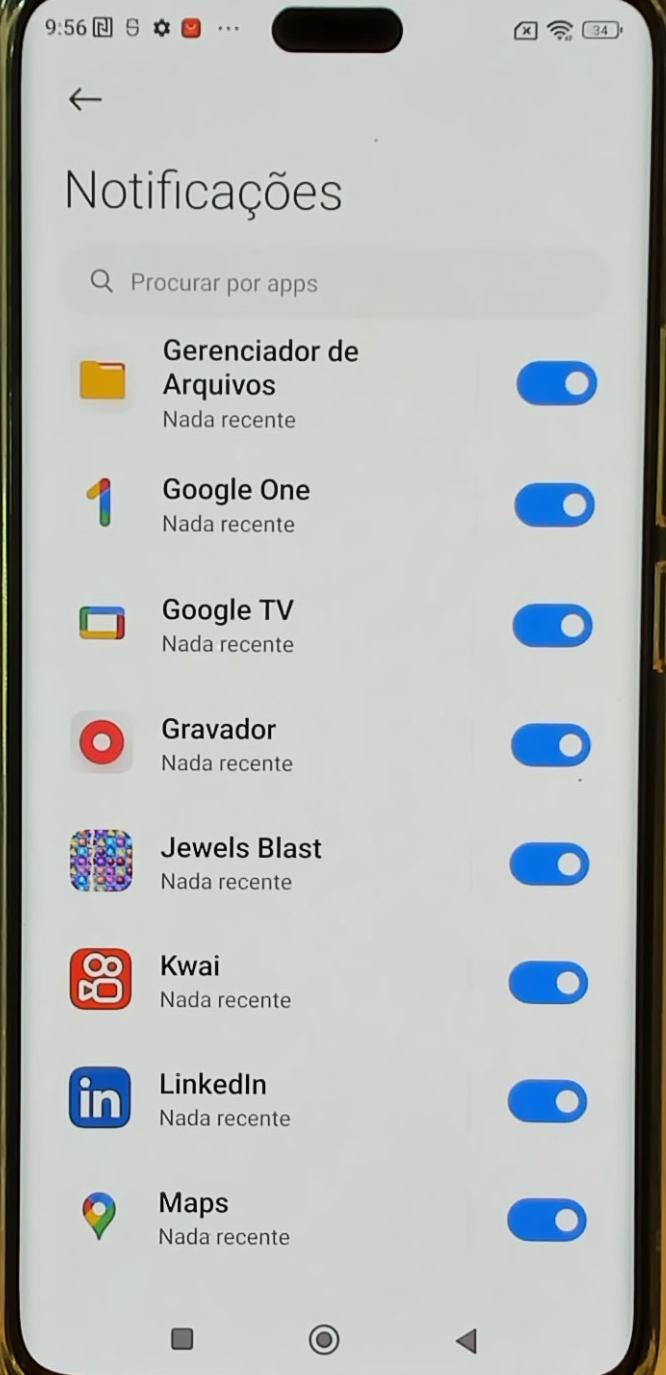 9:56
34
Notificações
Procurar por apps
Gerenciador de
Arquivos
Nada recente
Google One
Nada recente
Google TV
Nada recente
Gravador
Nada recente
Jewels Blast
Nada recente
Kwai
Nada recente
in
LinkedIn
Nada recente
Maps
Nada recente